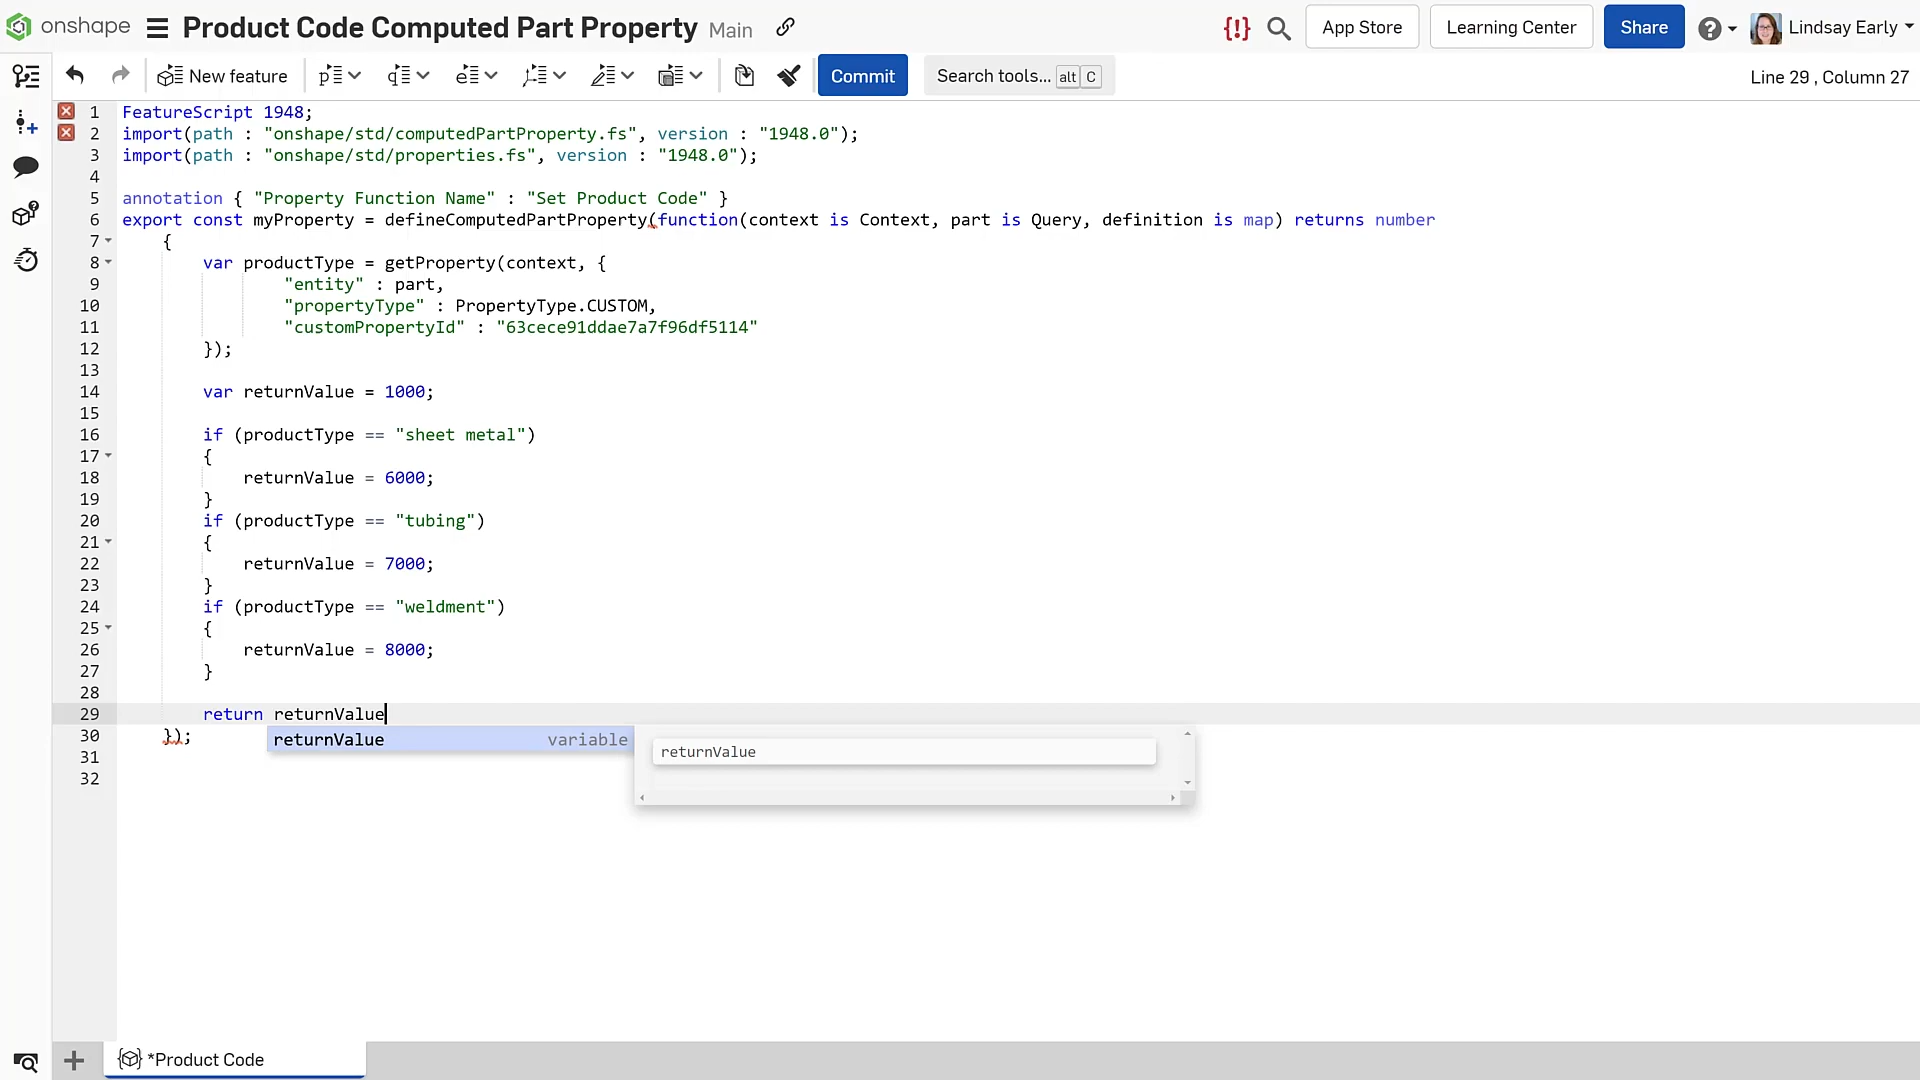 onshape Product Code Computed Part Property Main {!} App Store Learning Center Share ? Lindsay Early
New feature p e q e e e Commit Search tools... alt C Line 29 , Column 27
1 FeatureScript 1948;
2 import(path : "onshape/std/computedPartProperty.fs", version : "1948.0");
3 import(path : "onshape/std/properties.fs", version : "1948.0");
4
5 annotation { "Property Function Name" : "Set Product Code" }
6 export const myProperty = defineComputedPartProperty(function(context is Context, part is Query, definition is map) returns number
7 {
8 var productType = getProperty(context, {
9 "entity" : part,
10 "propertyType" : PropertyType.CUSTOM,
11 "customPropertyId" : "63cece91ddae7a7f96df5114"
12 });
13
14 var returnValue = 1000;
15
16 if (productType == "sheet metal")
17 {
18 returnValue = 6000;
19 }
20 if (productType == "tubing")
21 {
22 returnValue = 7000;
23 }
24 if (productType == "weldment")
25 {
26 returnValue = 8000;
27 }
28
29 return returnValue
30 });
returnValue variable
returnValue
31
32
*Product Code